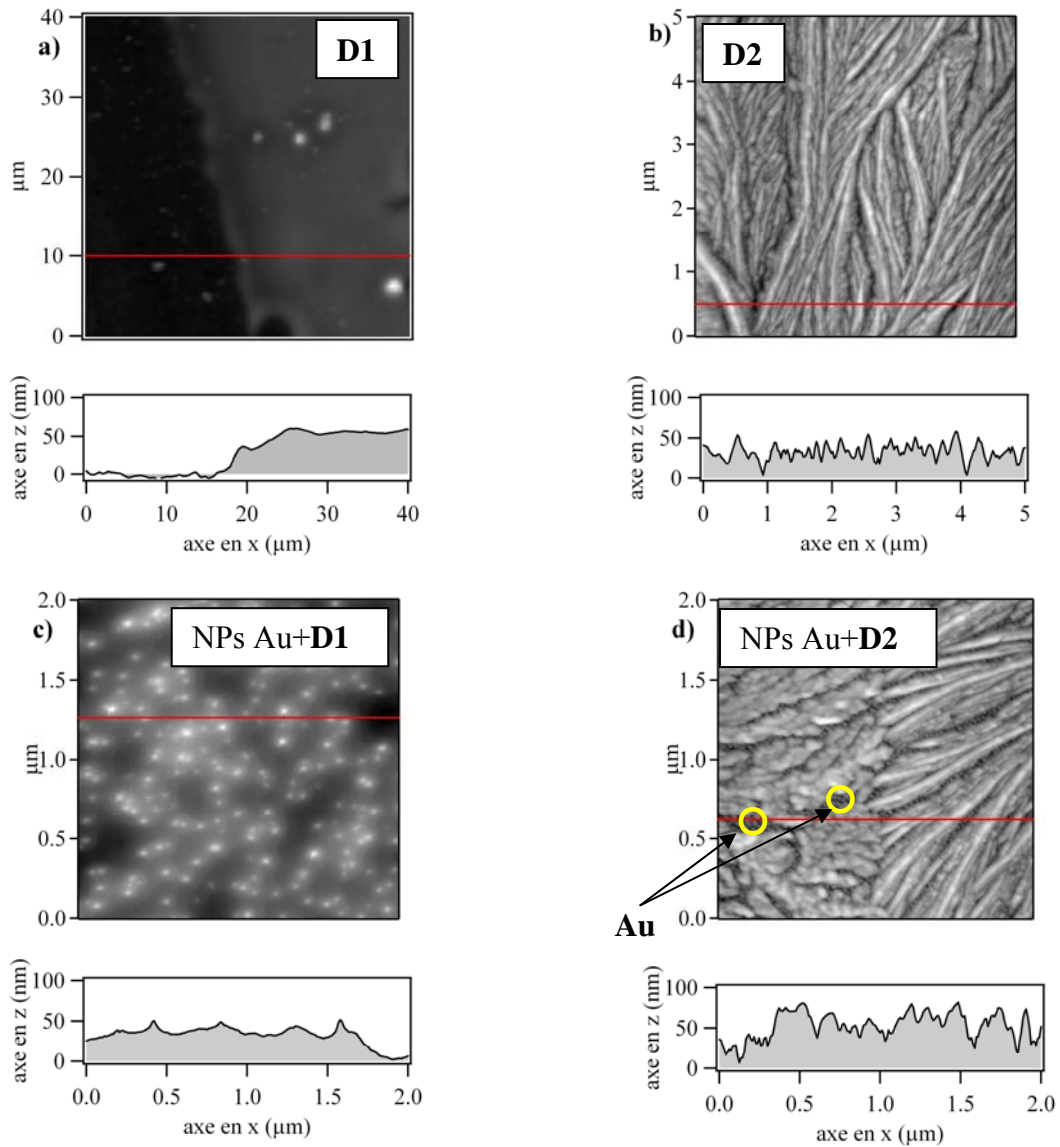 a)
D1
40
30
20
10
0
µm
100
50
0
axe en z (nm)
0 10 20 30 40
axe en x (µm)
b)
D2
5
4
3
2
1
0
µm
100
50
0
axe en z (nm)
0 1 2 3 4 5
axe en x (µm)
c)
NPs Au+D1
2.0
1.5
1.0
0.5
0.0
µm
100
50
0
axe en z (nm)
0.0 0.5 1.0 1.5 2.0
axe en x (µm)
d)
NPs Au+D2
2.0
1.5
1.0
0.5
0.0
µm
Au
100
50
0
axe en z (nm)
0.0 0.5 1.0 1.5 2.0
axe en x (µm)